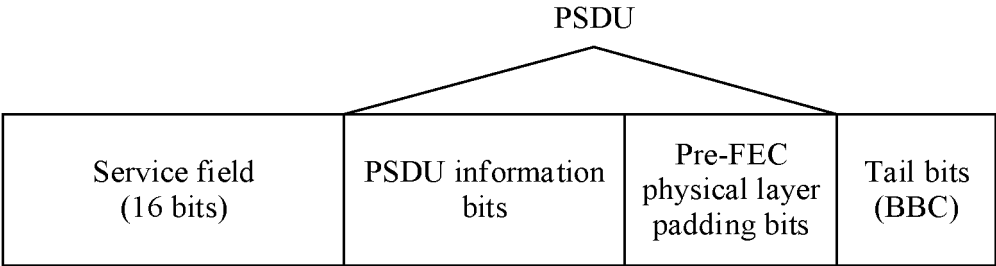 PSDU
Service field
(16 bits)
PSDU information
bits
Pre-FEC
physical layer
padding bits
Tail bits
(BBC)